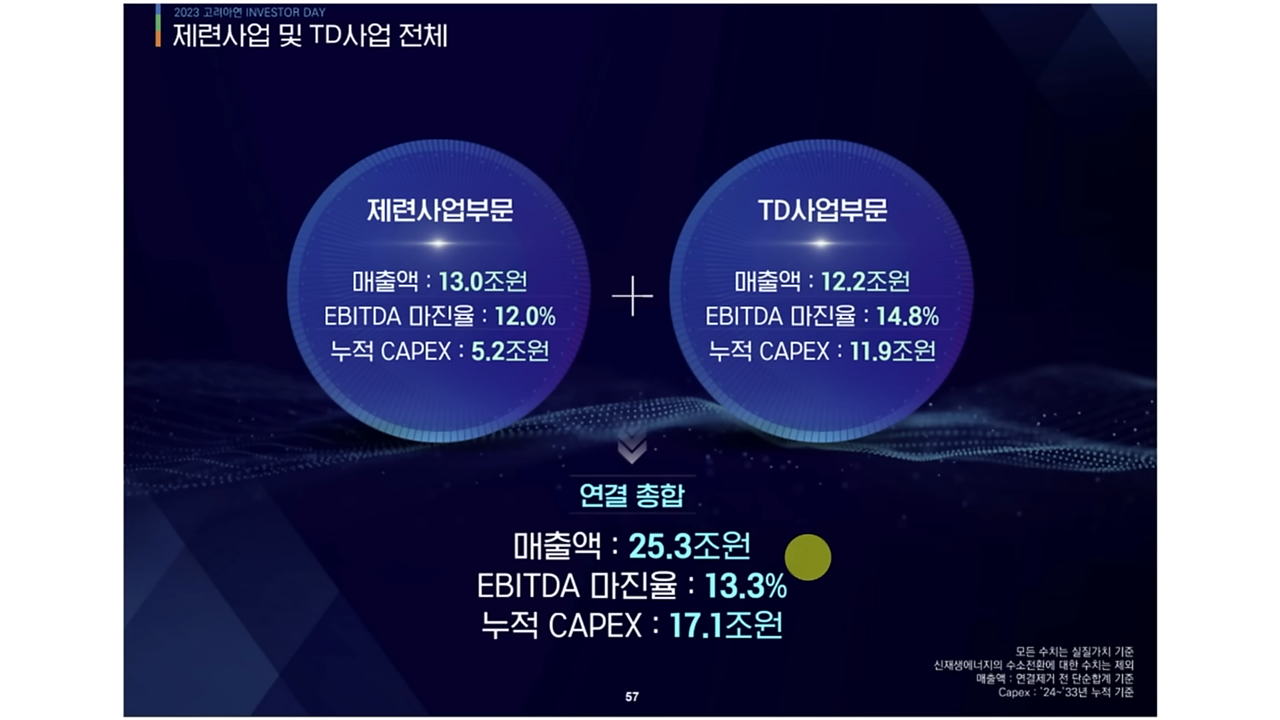 2023 고려아연 INVESTOR DAY
제련사업 및 TD사업 전체
제련사업부문
매출액 : 13.0조원
EBITDA 마진율 : 12.0%
누적 CAPEX : 5.2조원
TD사업부문
매출액 : 12.2조원
EBITDA 마진율 : 14.8%
누적 CAPEX : 11.9조원
연결 총합
매출액 : 25.3조원
EBITDA 마진율 : 13.3%
누적 CAPEX : 17.1조원
모든 수치는 실질가치 기준
신재생에너지의 수소전환에 대한 수치는 제외
매출액 : 연결제거 전 단순합계 기준
Capex : '24~'33년 누적 기준
57